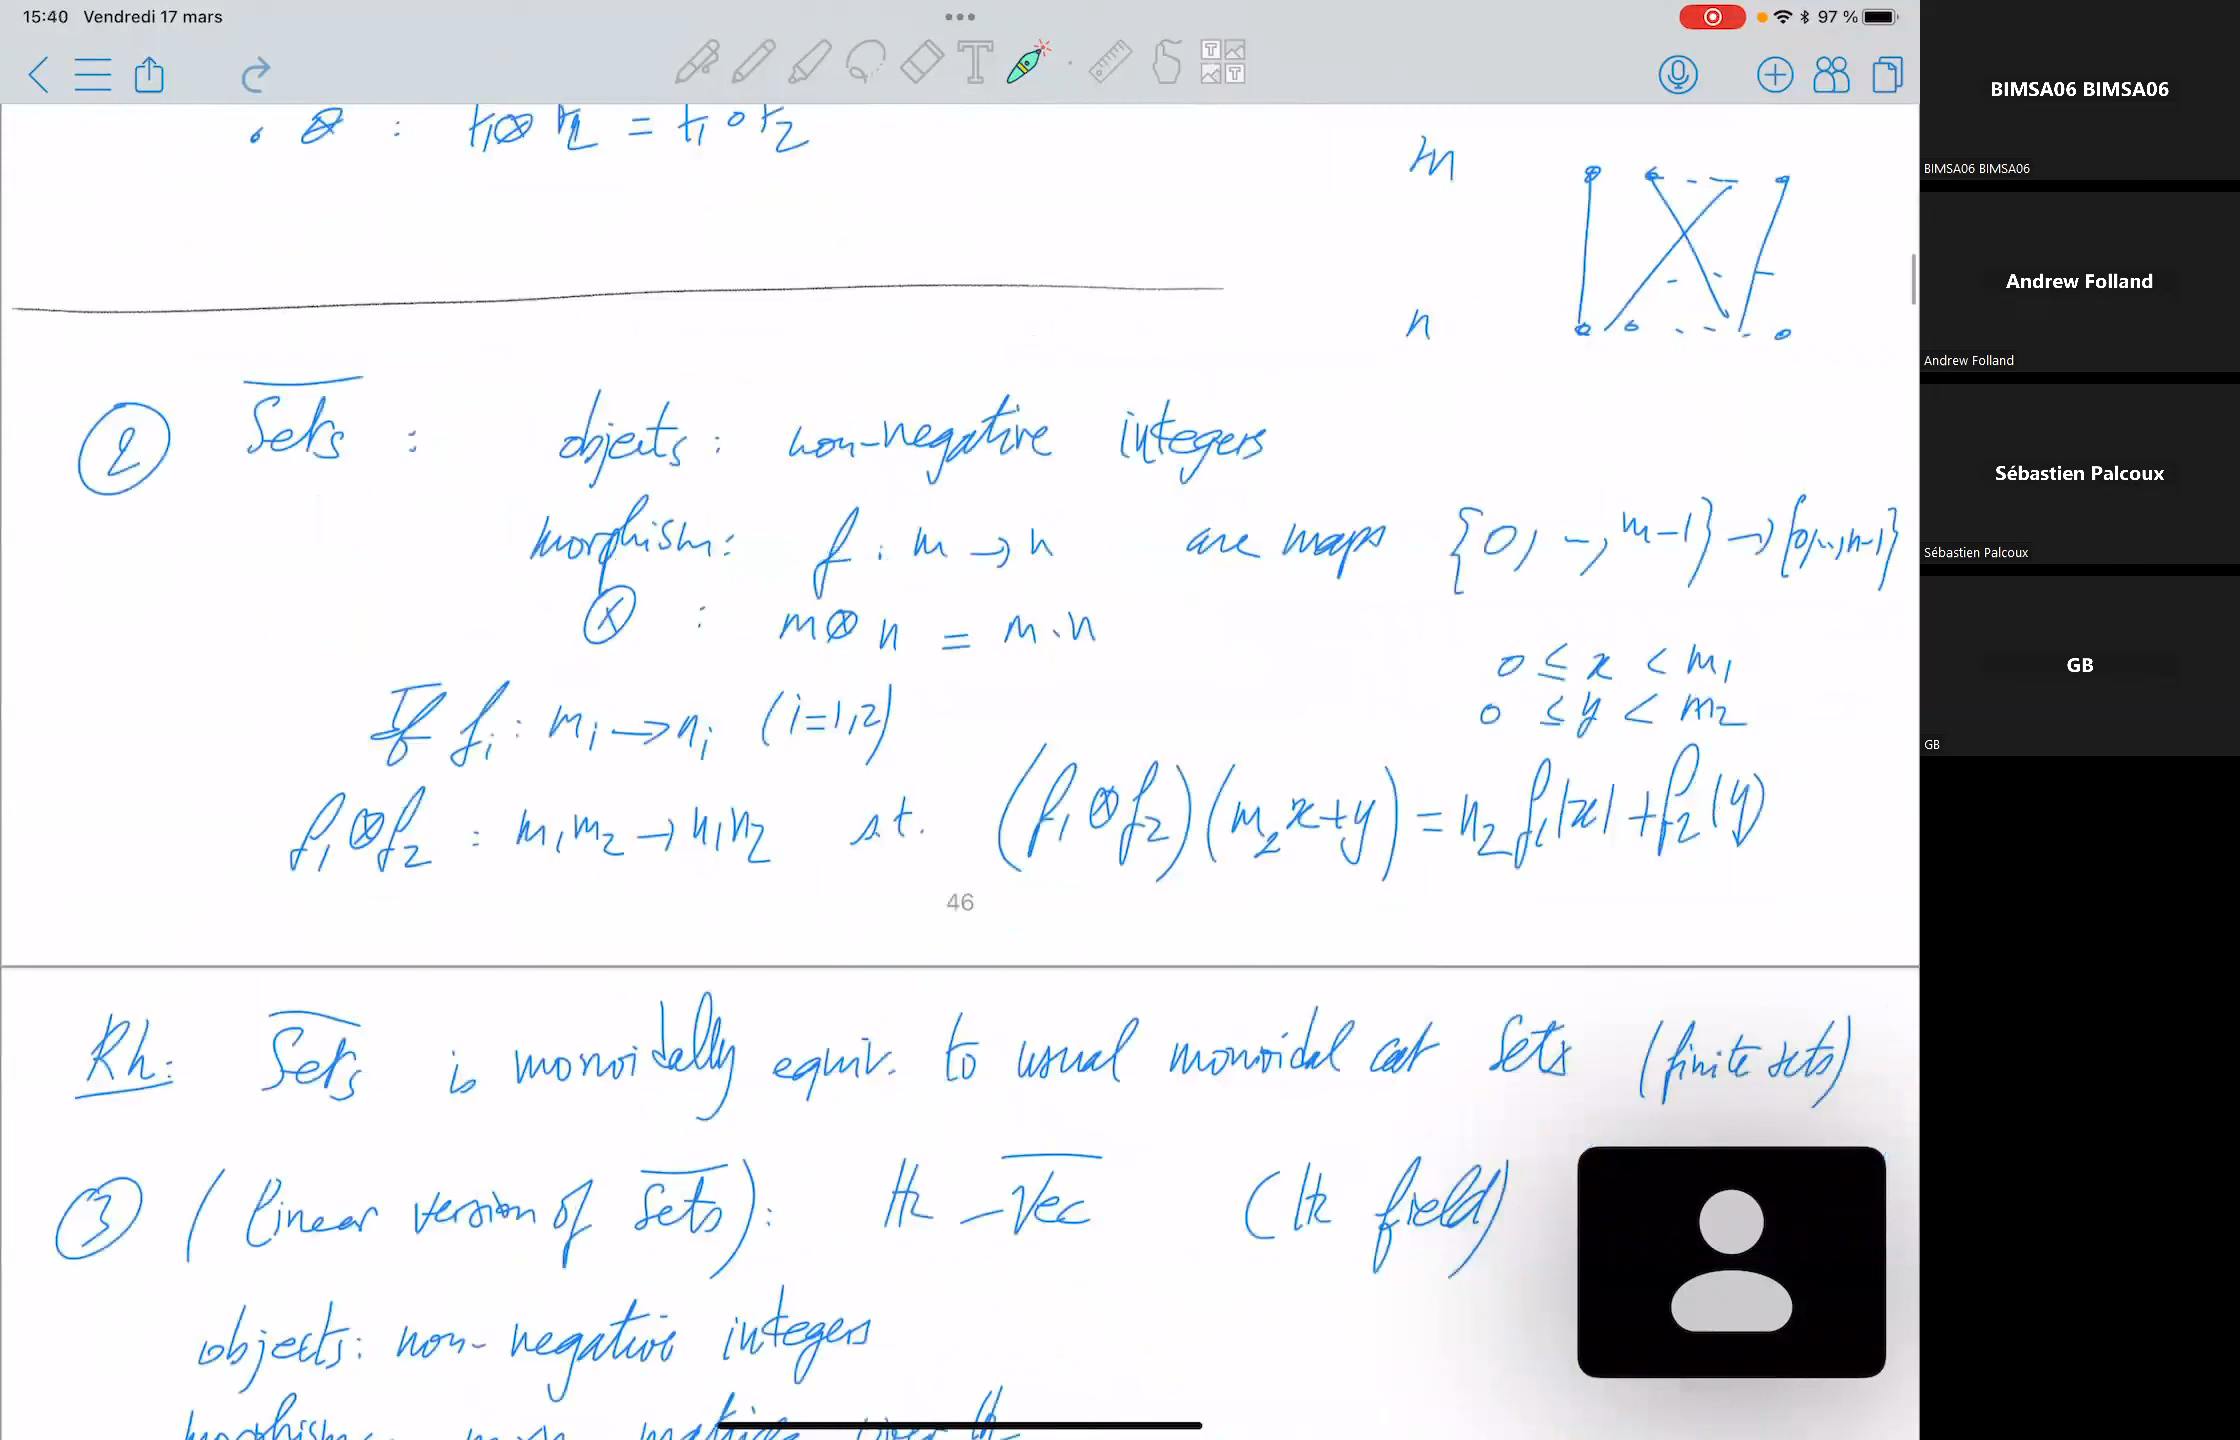 15:40 Vendredi 17 mars
97 %
⊗ : F₁⊗F₂ = F₁∘F₂
m
n
② S̅e̅t̅s̅ : objects: non-negative integers
morphism: f : m → n are maps {0, -, m-1} → {0,..,n-1}
⊗ : m⊗n = m.n
0 ≤ x < m₁
If fᵢ : mᵢ → nᵢ (i=1,2)
0 ≤ y < m₂
f₁⊗f₂ : m₁m₂ → n₁n₂ s.t. (f₁⊗f₂)(m₂x+y) = n₂f₁(x)+f₂(y)
46
Rk: S̅e̅t̅s̅ is monoidally equiv. to usual monoidal cat Sets (finite sets)
③ (linear version of S̅e̅t̅s̅): 𝕜-V̅e̅c̅ (𝕜 field)
objects: non-negative integers
BIMSA06 BIMSA06
BIMSA06 BIMSA06
Andrew Folland
Andrew Folland
Sébastien Palcoux
Sébastien Palcoux
GB
GB